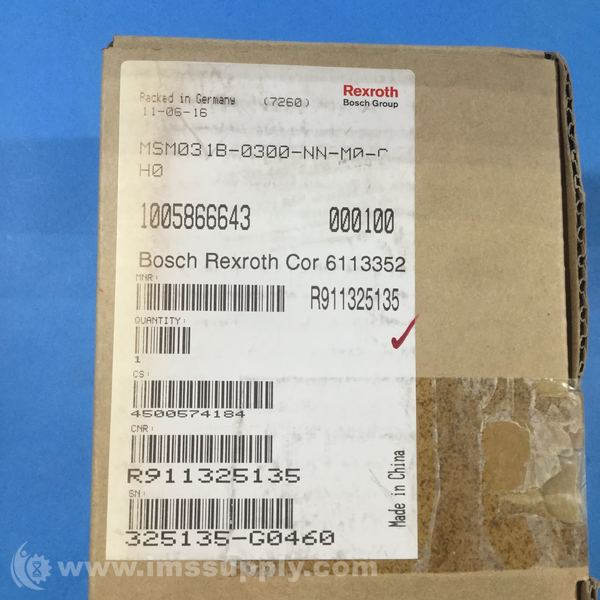 Rexroth
Bosch Group
Packed in Germany (7260)
11-06-16
MSM031B-0300-NN-M0-C
H0
1005866643 000100
Bosch Rexroth Cor 6113352
MNR:
R911325135
QUANTITY:
1
CS:
4500574184
CNR:
R911325135
SN:
325135-G0460
Made in China
© www.imssupply.com